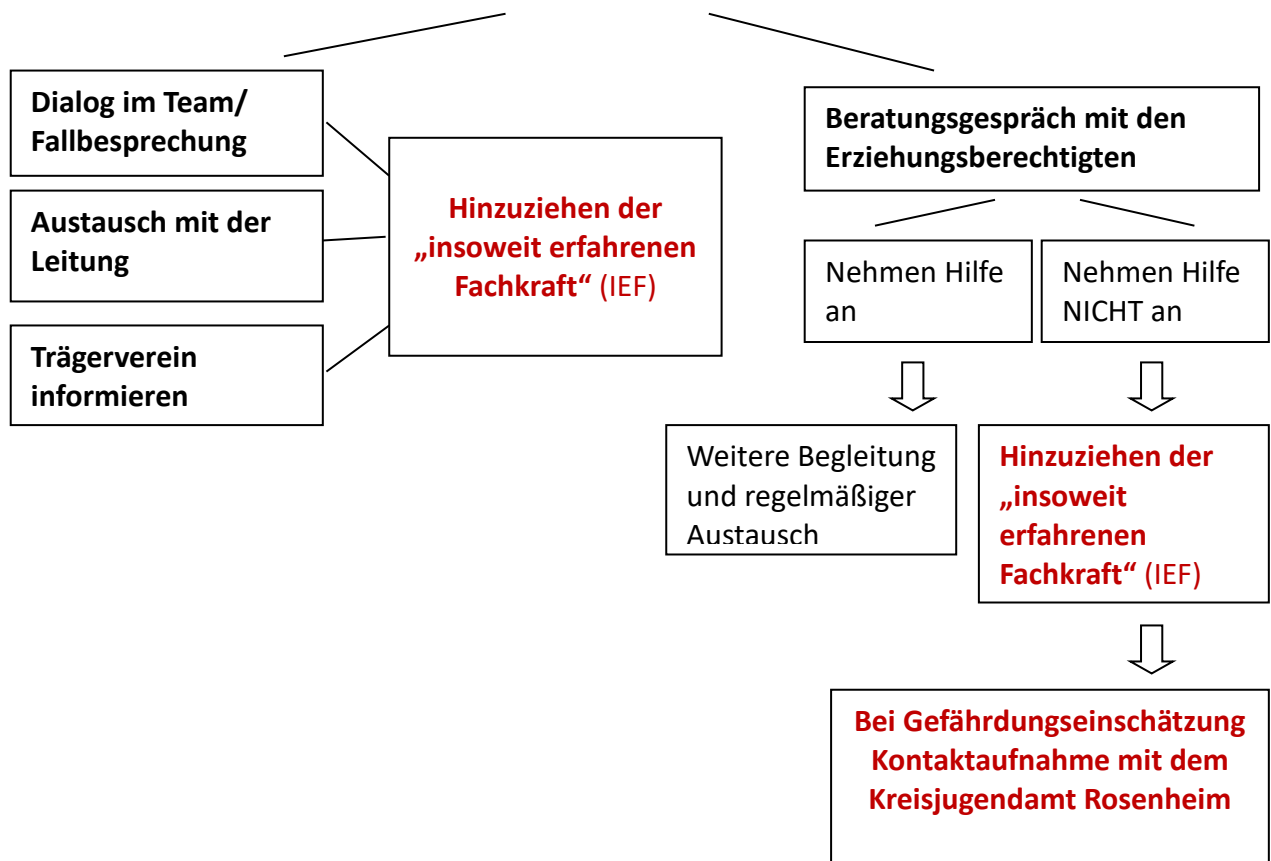 Dialog im Team/
Fallbesprechung
Austausch mit der
Leitung
Trägerverein
informieren
Hinzuziehen der
„insoweit erfahrenen
Fachkraft“ (IEF)
Beratungsgespräch mit den
Erziehungsberechtigten
Nehmen Hilfe
an
Nehmen Hilfe
NICHT an
Weitere Begleitung
und regelmäßiger
Austausch
Hinzuziehen der
„insoweit
erfahrenen
Fachkraft“ (IEF)
Bei Gefährdungseinschätzung
Kontaktaufnahme mit dem
Kreisjugendamt Rosenheim